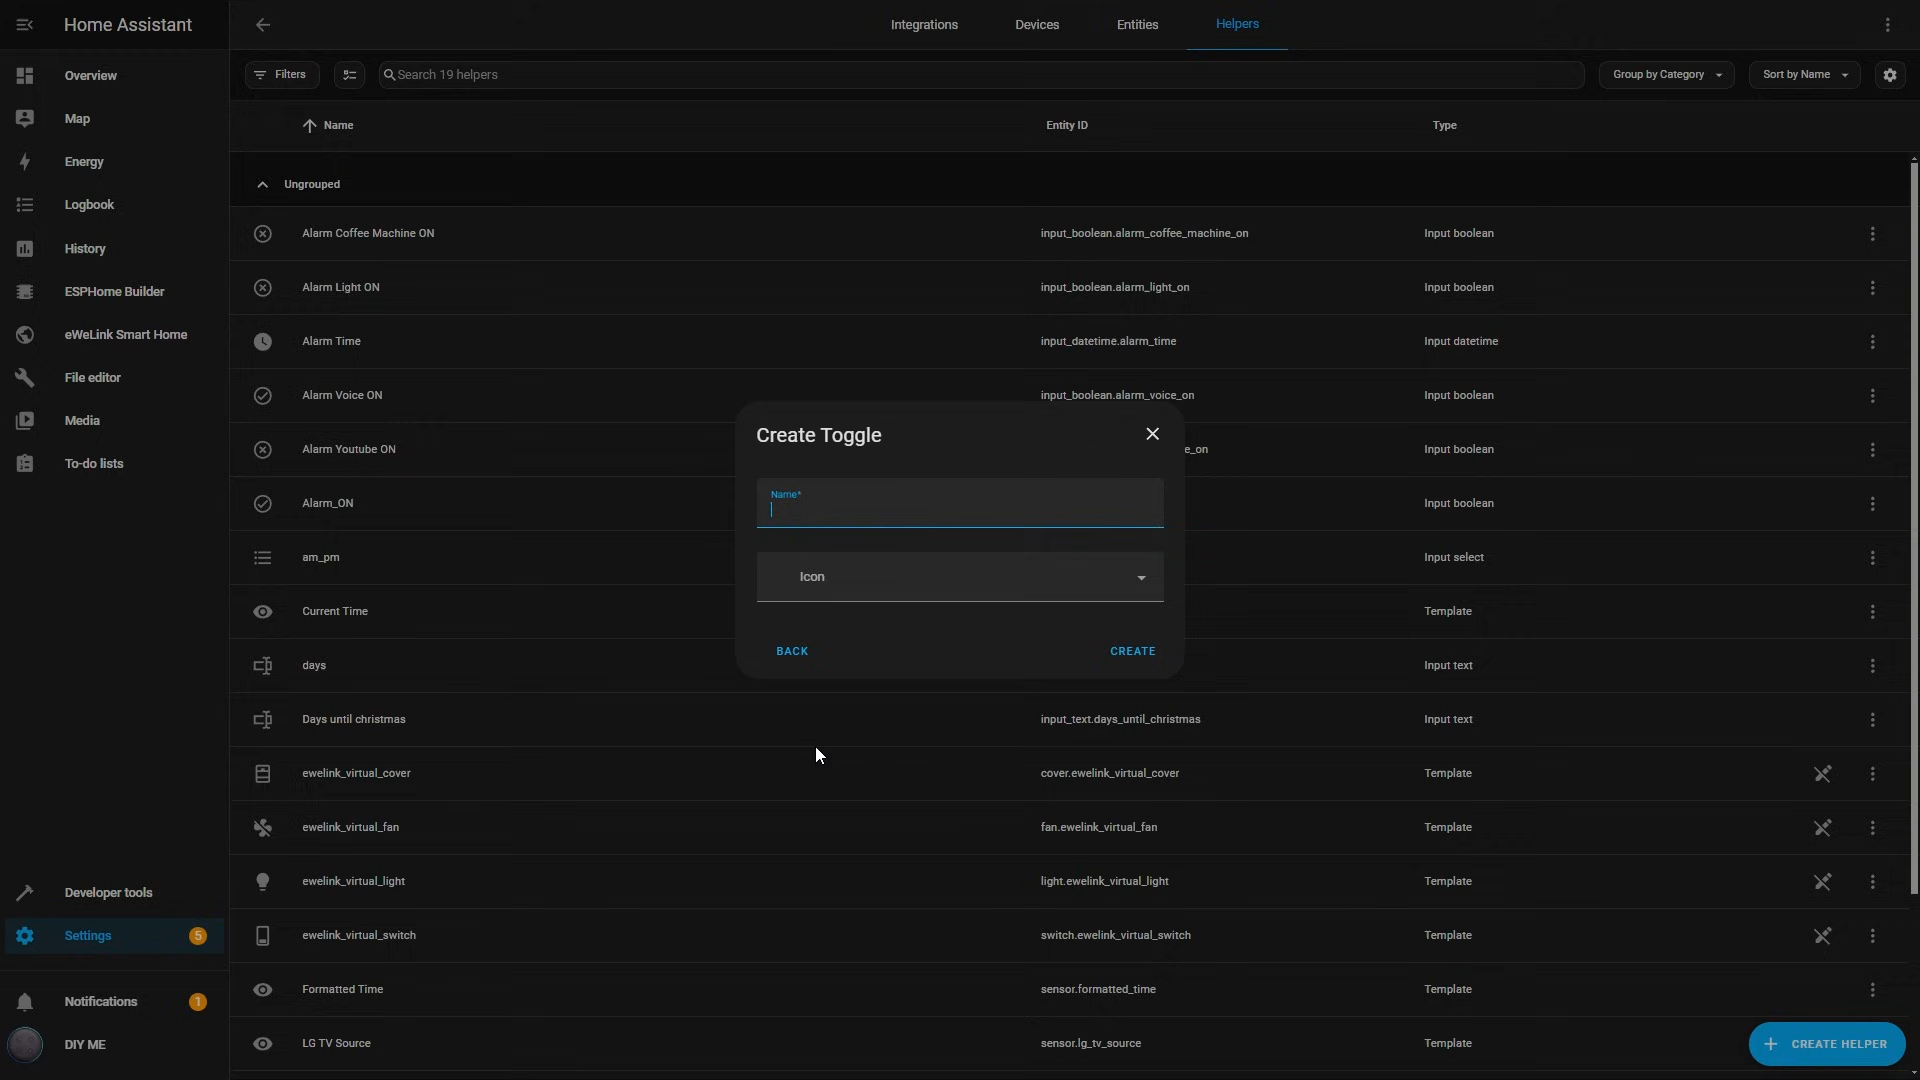 Home Assistant
Integrations
Devices
Entities
Helpers
Overview
Map
Energy
Logbook
History
ESPHome Builder
eWeLink Smart Home
File editor
Media
To-do lists
Developer tools
Settings 5
Notifications 1
DIY ME
Filters
Search 19 helpers
Group by Category
Sort by Name
Name Entity ID Type
Ungrouped
Alarm Coffee Machine ON input_boolean.alarm_coffee_machine_on Input boolean
Alarm Light ON input_boolean.alarm_light_on Input boolean
Alarm Time input_datetime.alarm_time Input datetime
Alarm Voice ON input_boolean.alarm_voice_on Input boolean
Alarm Youtube ON e_on Input boolean
Alarm_ON Input boolean
am_pm Input select
Current Time Template
days Input text
Days until christmas input_text.days_until_christmas Input text
ewelink_virtual_cover cover.ewelink_virtual_cover Template
ewelink_virtual_fan fan.ewelink_virtual_fan Template
ewelink_virtual_light light.ewelink_virtual_light Template
ewelink_virtual_switch switch.ewelink_virtual_switch Template
Formatted Time sensor.formatted_time Template
LG TV Source sensor.lg_tv_source Template
Create Toggle
Name*
Icon
BACK
CREATE
CREATE HELPER